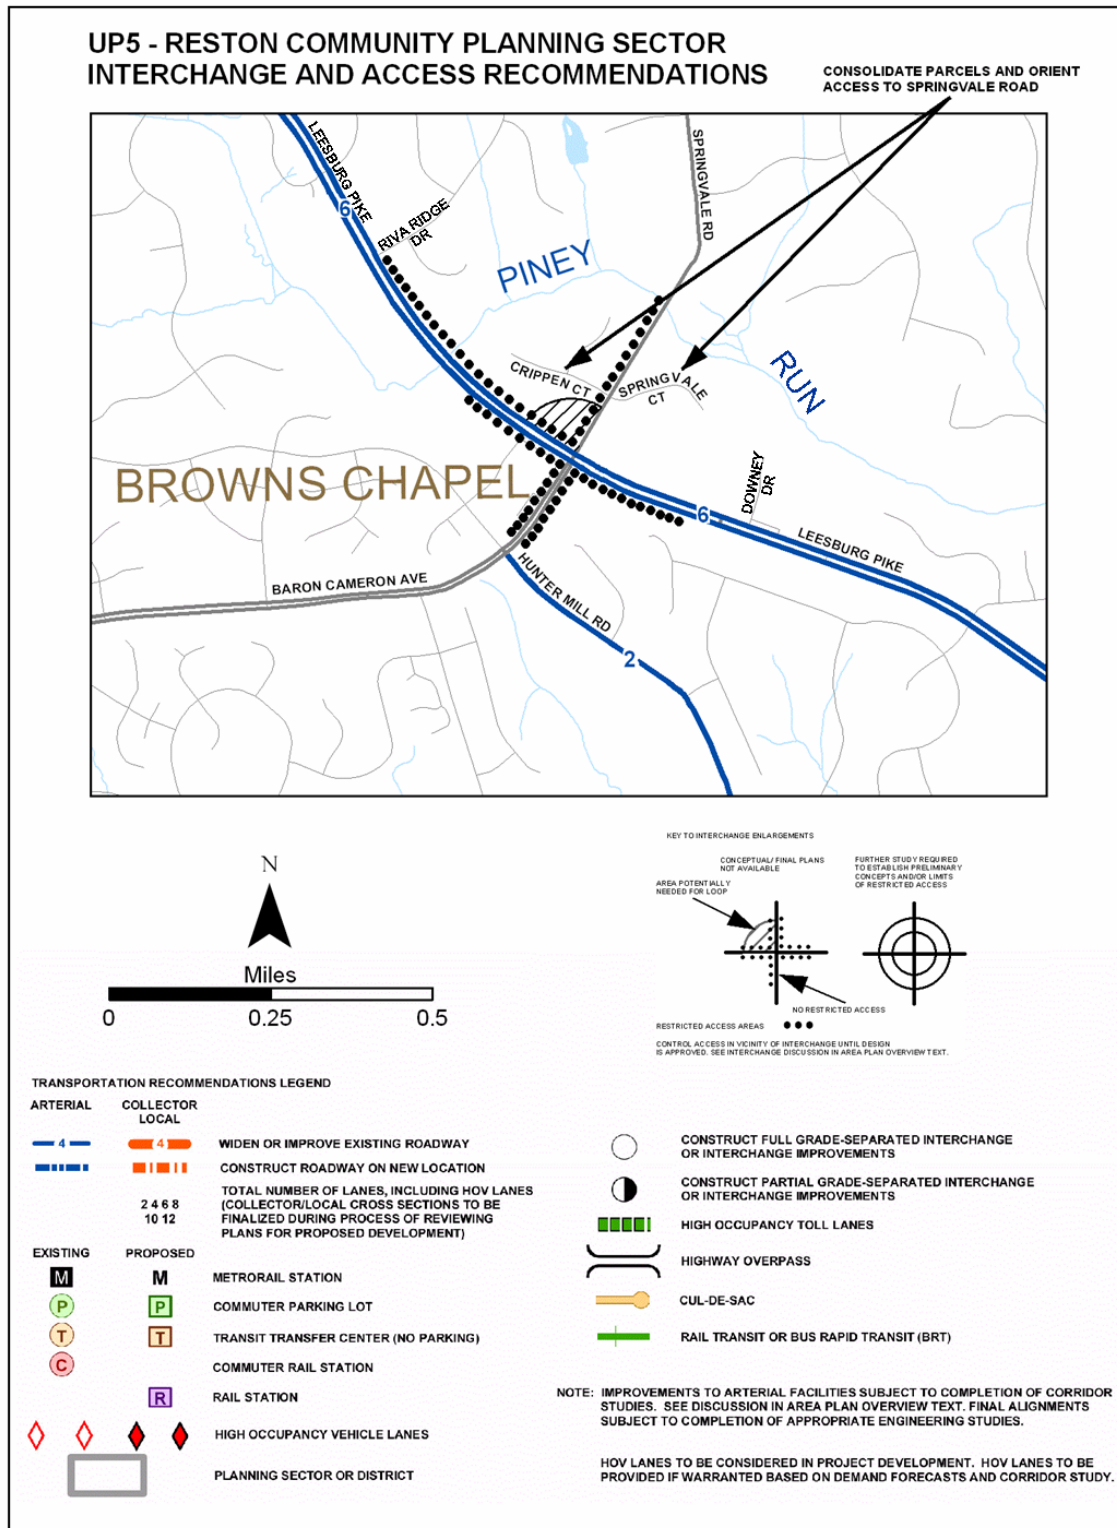 UP5 - RESTON COMMUNITY PLANNING SECTOR
INTERCHANGE AND ACCESS RECOMMENDATIONS
CONSOLIDATE PARCELS AND ORIENT
ACCESS TO SPRINGVALE ROAD
LEESBURG PIKE
6
RIVA RIDGE
DR
SPRINGVALE RD
PINEY
RUN
CRIPPEN CT
SPRINGVALE
CT
BROWNS CHAPEL
DOWNEY
DR
6
LEESBURG PIKE
BARON CAMERON AVE
HUNTER MILL RD
2
N
Miles
0
0.25
0.5
KEY TO INTERCHANGE ENLARGEMENTS
CONCEPTUAL/ FINAL PLANS
NOT AVAILABLE
AREA POTENTIALLY
NEEDED FOR LOOP
FURTHER STUDY REQUIRED
TO ESTABLISH PRELIMINARY
CONCEPTS AND/OR LIMITS
OF RESTRICTED ACCESS
NO RESTRICTED ACCESS
RESTRICTED ACCESS AREAS
CONTROL ACCESS IN VICINITY OF INTERCHANGE UNTIL DESIGN
IS APPROVED. SEE INTERCHANGE DISCUSSION IN AREA PLAN OVERVIEW TEXT.
TRANSPORTATION RECOMMENDATIONS LEGEND
ARTERIAL
COLLECTOR
LOCAL
4
4
WIDEN OR IMPROVE EXISTING ROADWAY
CONSTRUCT ROADWAY ON NEW LOCATION
2 4 6 8
10 12
TOTAL NUMBER OF LANES, INCLUDING HOV LANES
(COLLECTOR/LOCAL CROSS SECTIONS TO BE
FINALIZED DURING PROCESS OF REVIEWING
PLANS FOR PROPOSED DEVELOPMENT)
EXISTING
PROPOSED
M
M
METRORAIL STATION
P
P
COMMUTER PARKING LOT
T
T
TRANSIT TRANSFER CENTER (NO PARKING)
C
COMMUTER RAIL STATION
R
RAIL STATION
HIGH OCCUPANCY VEHICLE LANES
PLANNING SECTOR OR DISTRICT
CONSTRUCT FULL GRADE-SEPARATED INTERCHANGE
OR INTERCHANGE IMPROVEMENTS
CONSTRUCT PARTIAL GRADE-SEPARATED INTERCHANGE
OR INTERCHANGE IMPROVEMENTS
HIGH OCCUPANCY TOLL LANES
HIGHWAY OVERPASS
CUL-DE-SAC
RAIL TRANSIT OR BUS RAPID TRANSIT (BRT)
NOTE: IMPROVEMENTS TO ARTERIAL FACILITIES SUBJECT TO COMPLETION OF CORRIDOR
STUDIES. SEE DISCUSSION IN AREA PLAN OVERVIEW TEXT. FINAL ALIGNMENTS
SUBJECT TO COMPLETION OF APPROPRIATE ENGINEERING STUDIES.
HOV LANES TO BE CONSIDERED IN PROJECT DEVELOPMENT. HOV LANES TO BE
PROVIDED IF WARRANTED BASED ON DEMAND FORECASTS AND CORRIDOR STUDY.